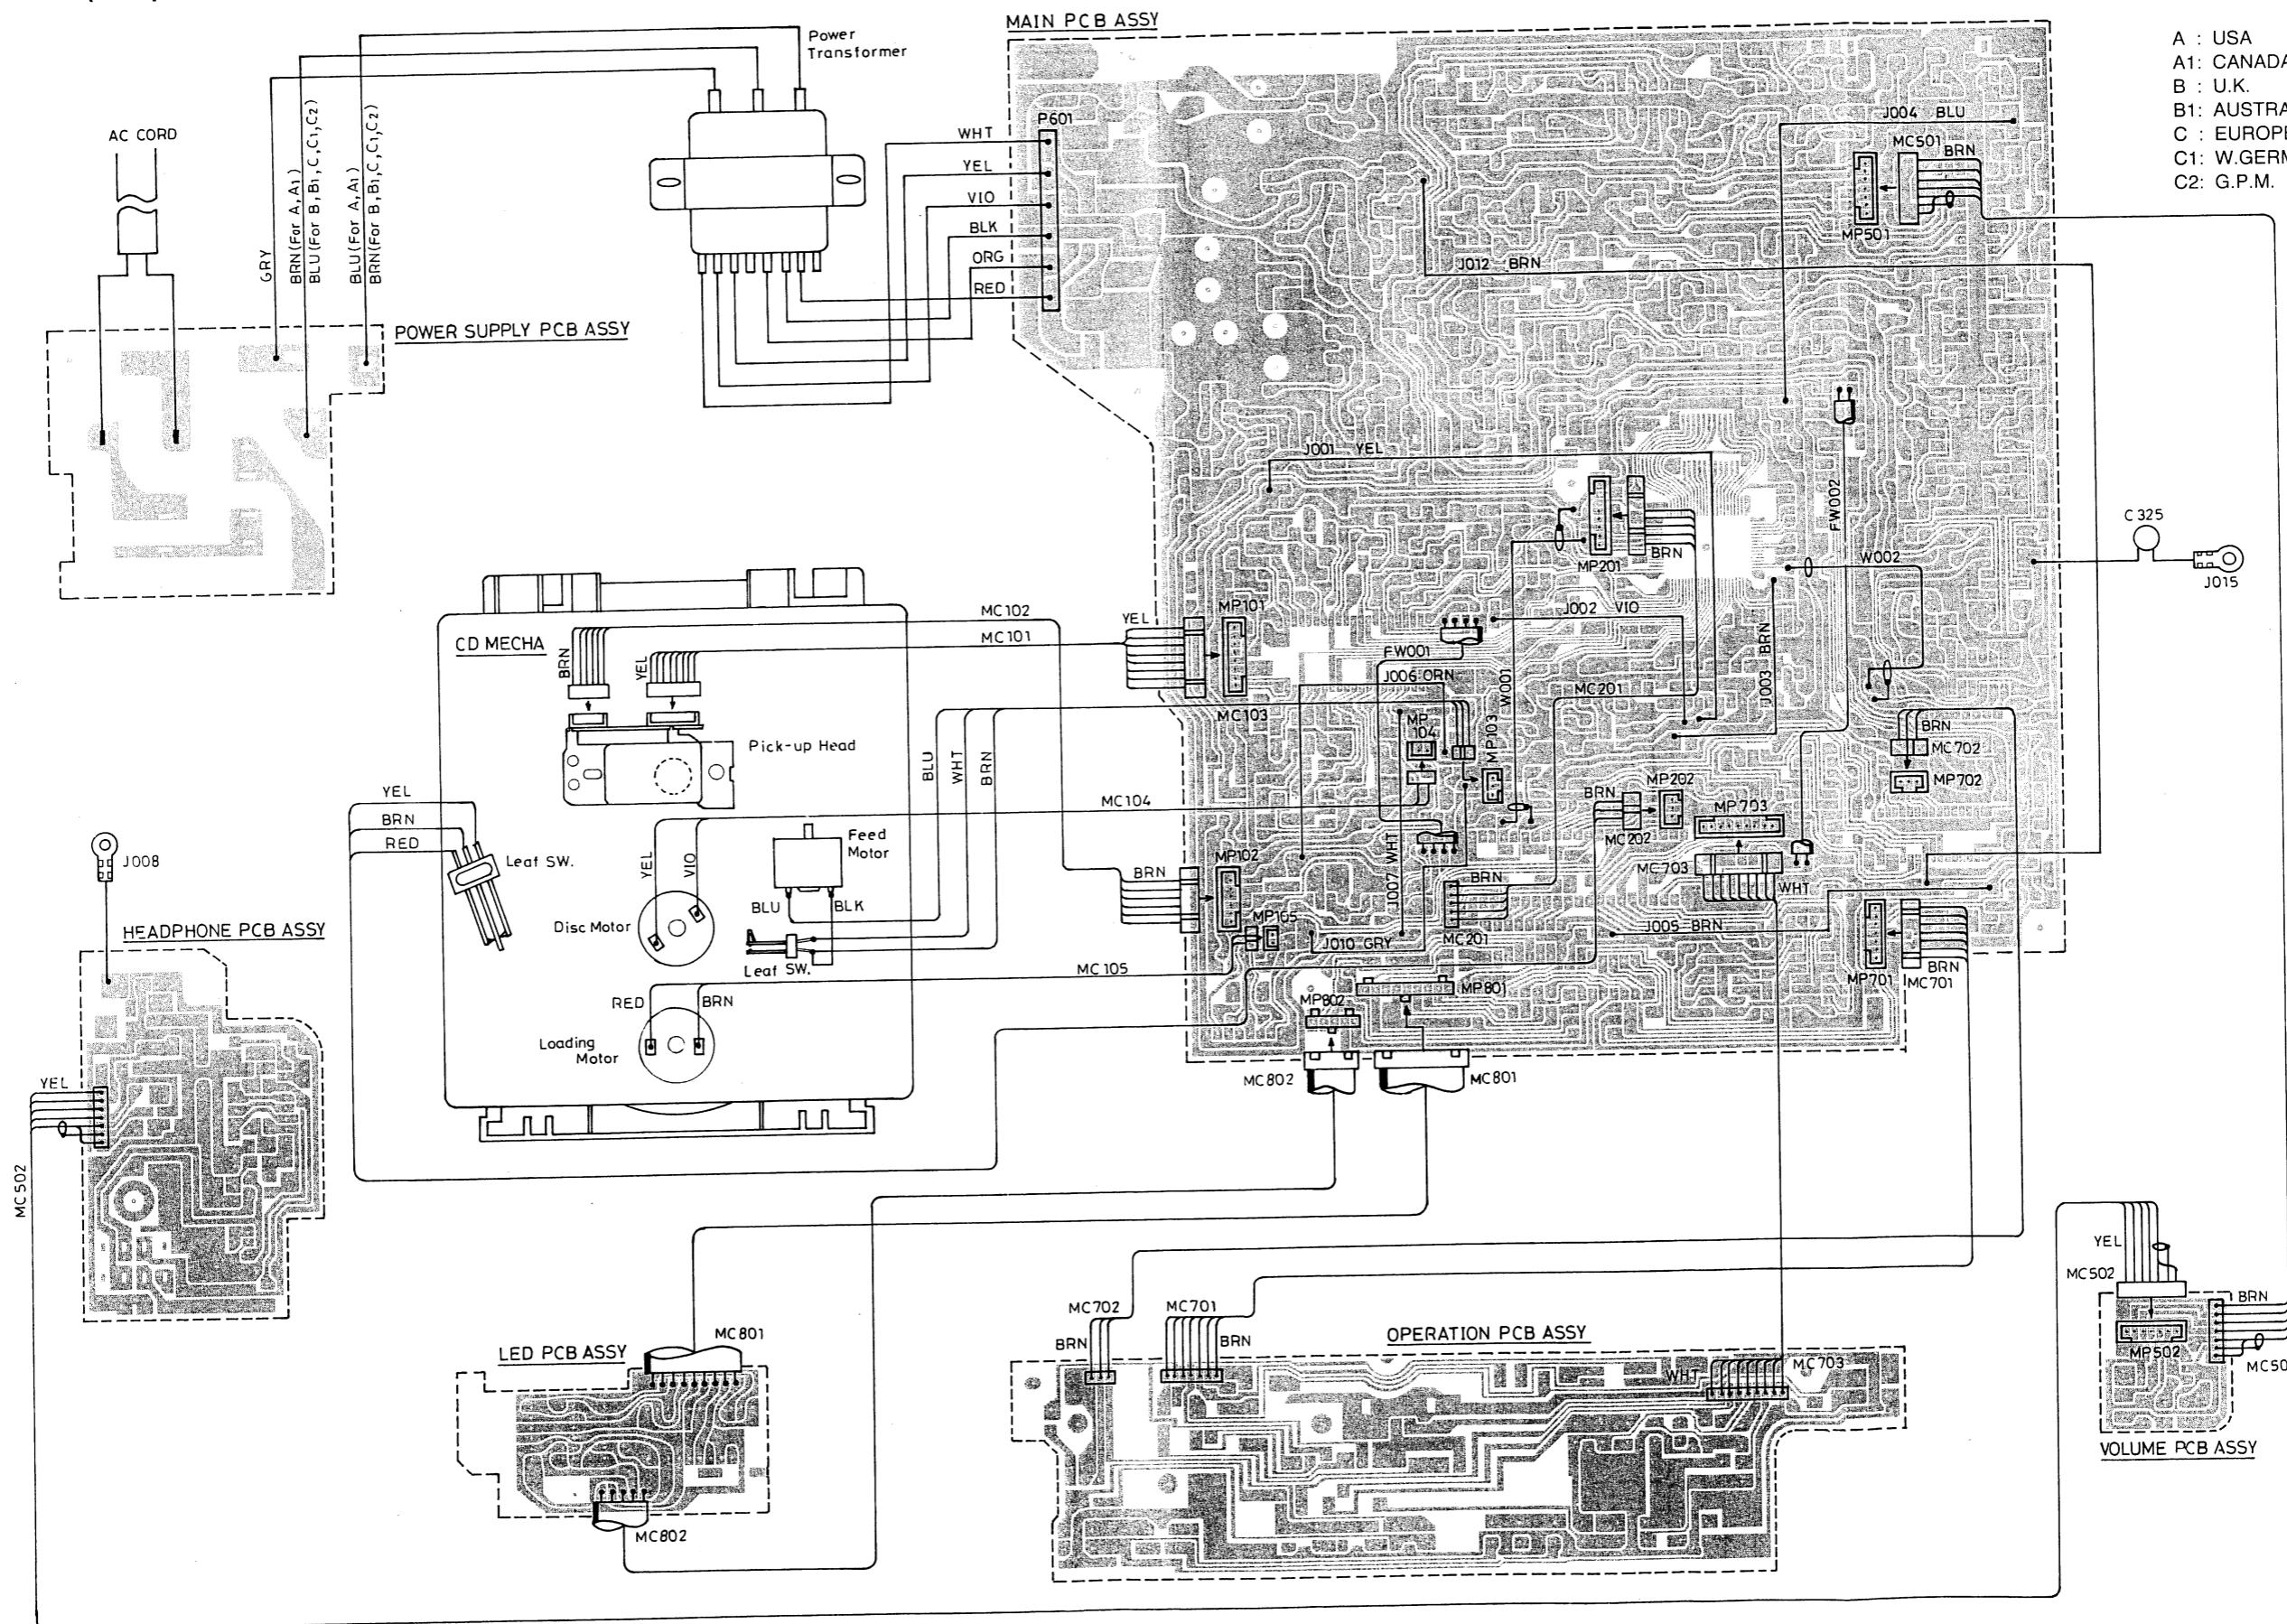 MAIN PCB ASSY
Power
Transformer
A : USA
A1: CANADA
B : U.K.
B1: AUSTRA
C : EUROPE
C1: W.GERM
C2: G.P.M.
AC CORD
GRY
BRN(For A,A1)
BLU(For B,B1,C,C1,C2)
BLU(For A,A1)
BRN(For B,B1,C,C1,C2)
POWER SUPPLY PCB ASSY
P601
WHT
YEL
VIO
BLK
ORG
RED
J004 BLU
MC501
BRN
MP501
J012 BRN
J001 YEL
MP201
BRN
FW002
W002
C325
J015
J002 VIO
J003 BRN
MC102
MC101
YEL
MP101
CD MECHA
BRN
YEL
FW001
J006 ORN
W001
MC201
MC103
MP
104
MP103
Pick-up Head
BLU
WHT
BRN
BRN
MC702
MP702
MC104
YEL
BRN
RED
Leaf SW.
J008
Feed
Motor
YEL
VIO
BLU
BLK
Disc Motor
Leaf SW.
BRN
MP202
MC202
MP703
MC703
WHT
J007 WHT
MP102
BRN
MP105
BRN
MC201
J010 GRY
J005 BRN
MP701
BRN
MC701
HEADPHONE PCB ASSY
MC105
RED
BRN
MP801
MP802
Loading
Motor
MC802
MC801
YEL
MC502
YEL
MC502
BRN
MP502
MC50
VOLUME PCB ASSY
MC702
MC701
BRN
BRN
OPERATION PCB ASSY
WHT
MC703
LED PCB ASSY
MC801
MC802